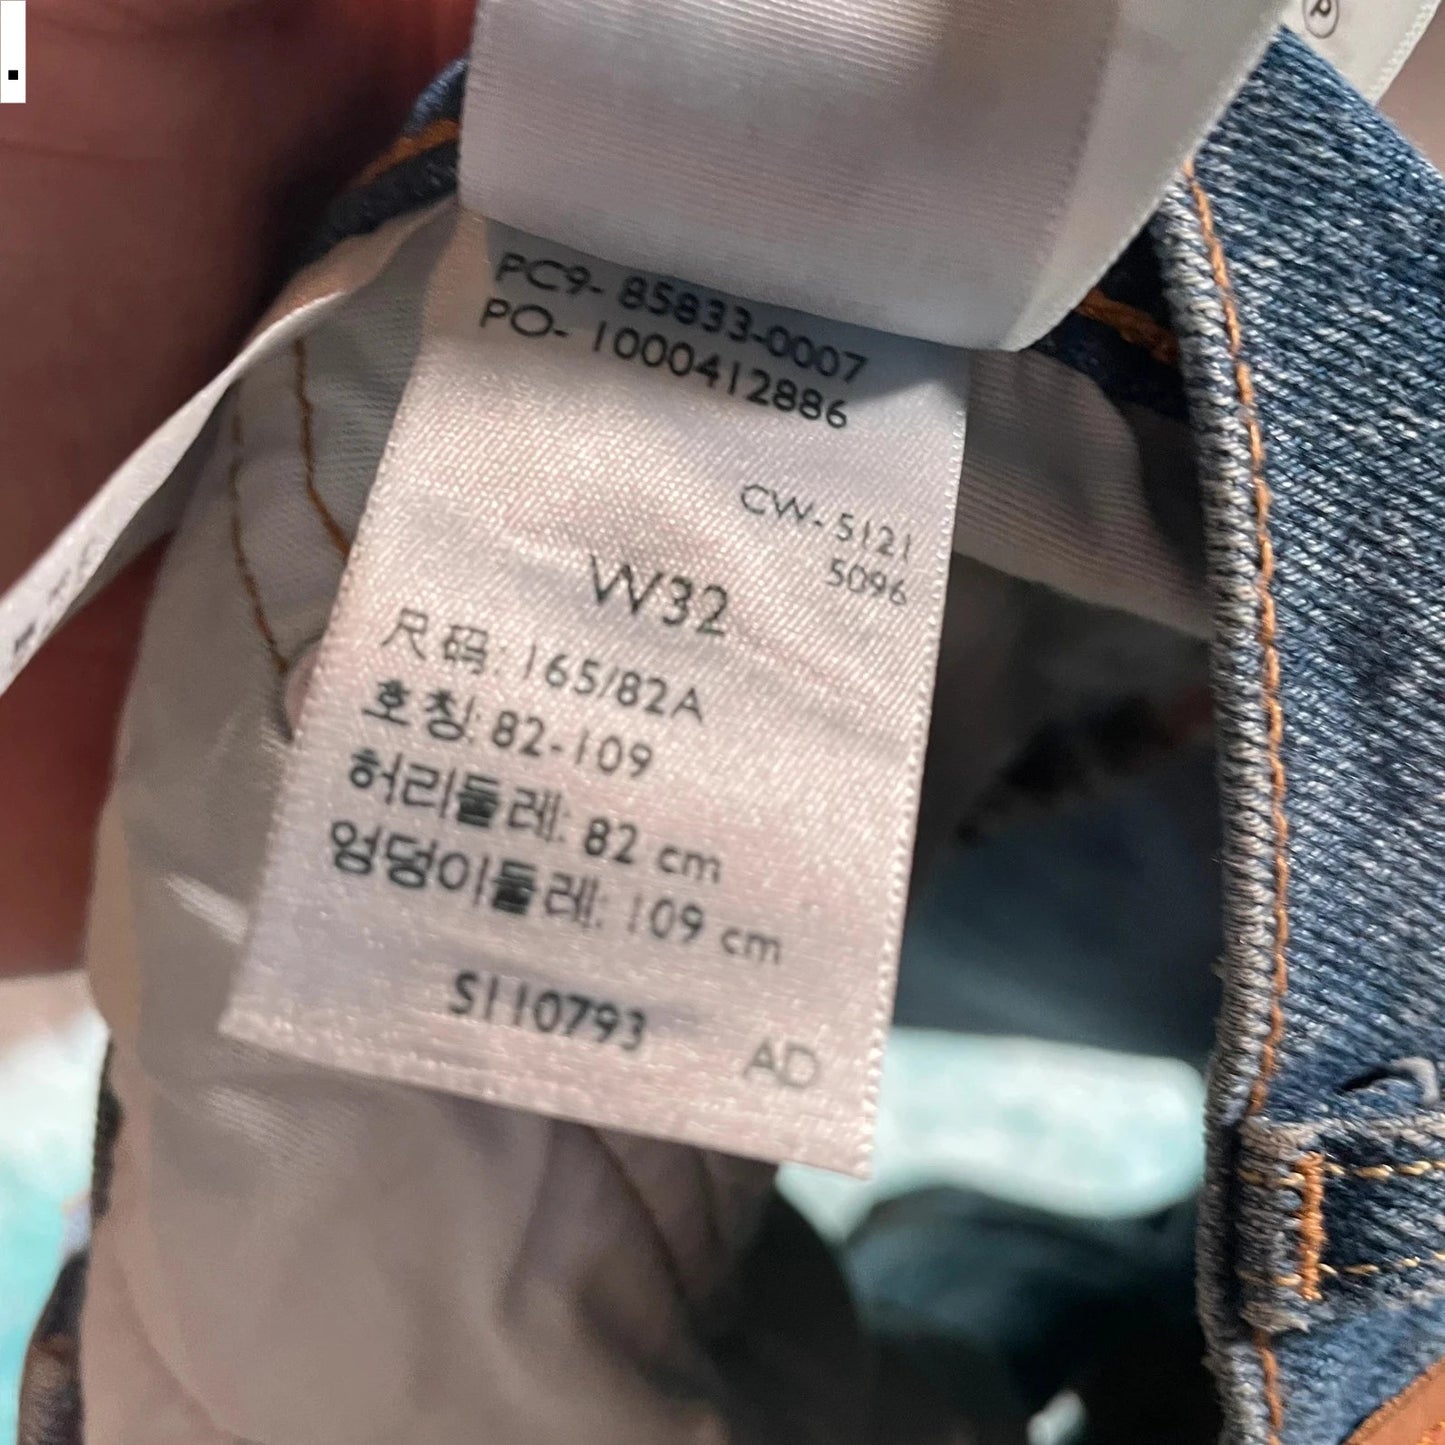 PC9- 85833-0007
PO- 1000412886
CW- 5121
5096
W32
尺码: 165/82A
호칭: 82-109
허리둘레: 82 cm
엉덩이둘레: 109 cm
S110793
AD